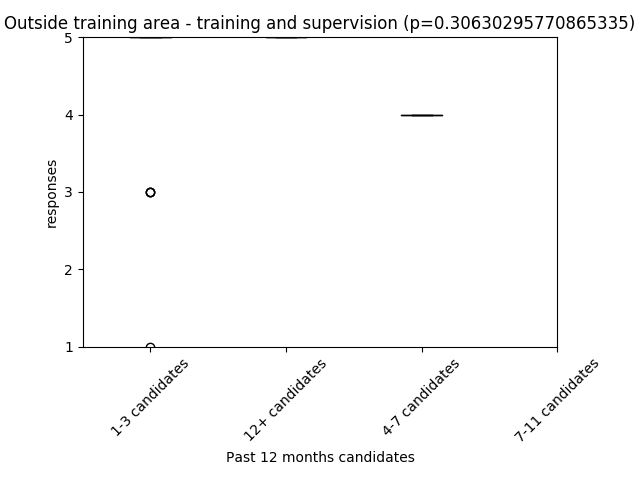 Outside training area - training and supervision (p=0.30630295770865335)
5
4
3
2
1
responses
1-3 candidates
12+ candidates
4-7 candidates
7-11 candidates
Past 12 months candidates